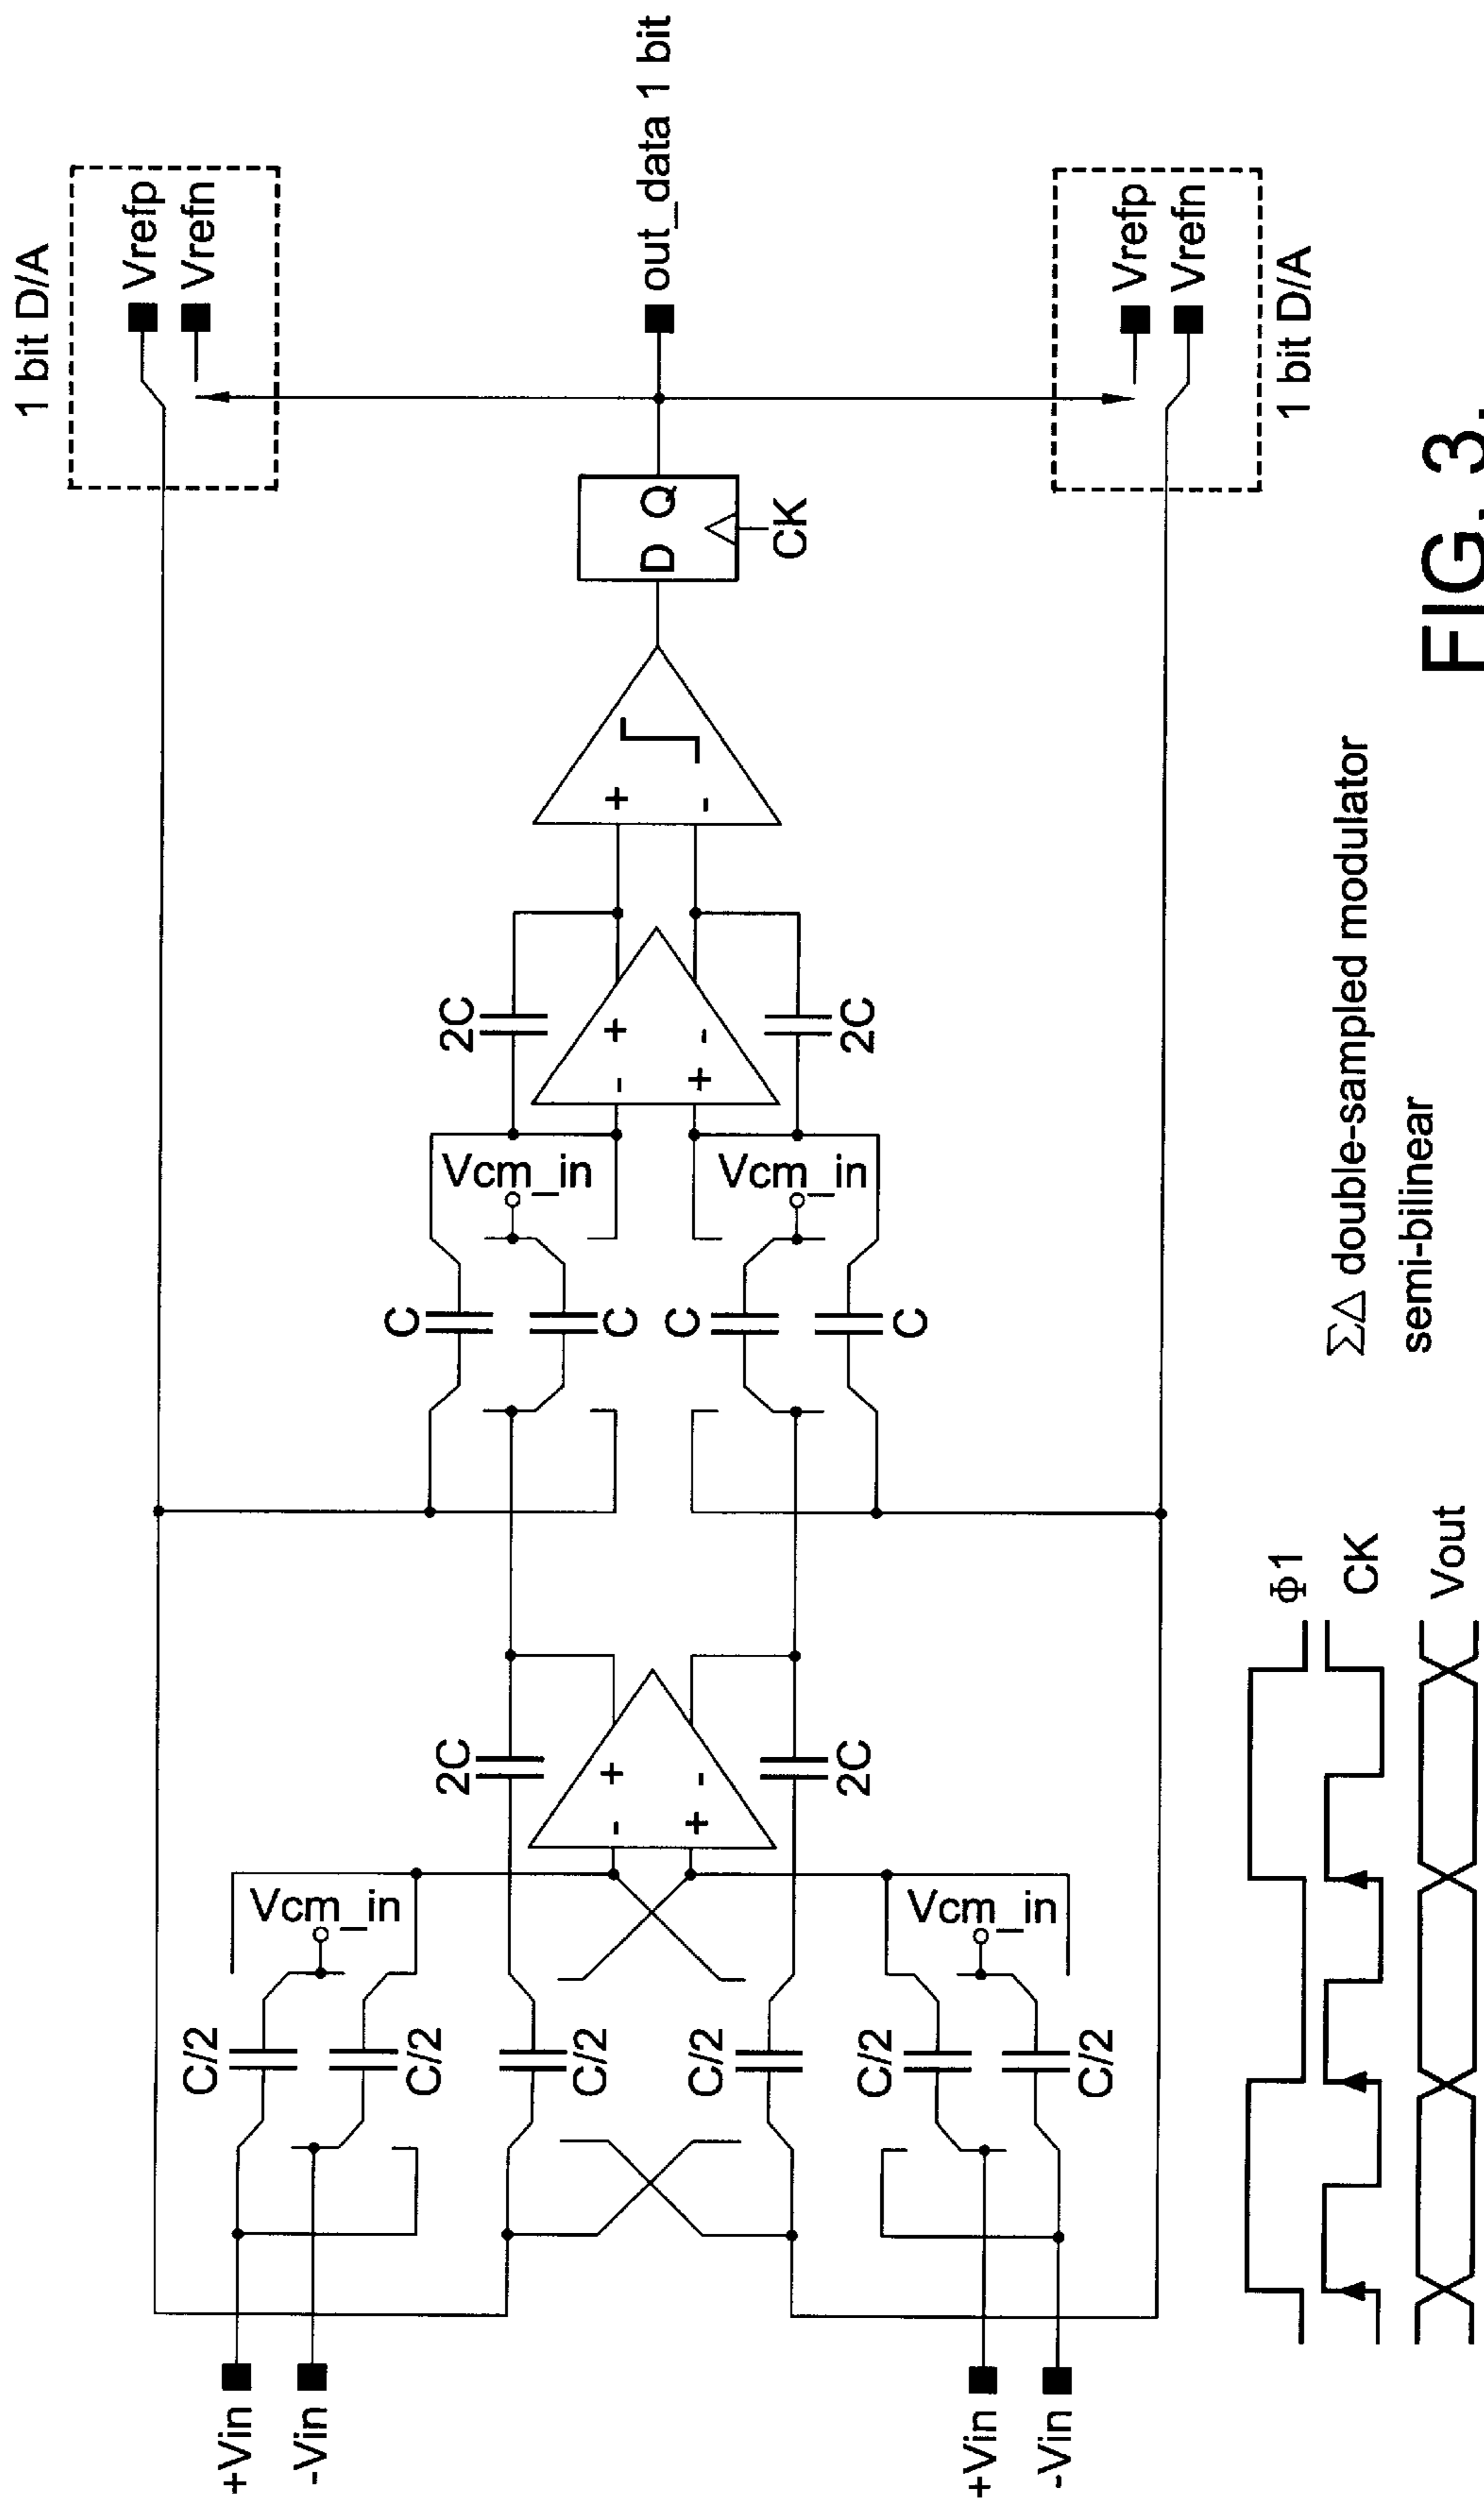 1 bit D/A
Vrefp
Vrefn
2C
2C
C
Vcm_in
C/2
Vcm_in
C/2
C/2
+Vin
-Vin
C
C
+ -
- +
+ -
D Q
CK
out_data 1 bit
2C
2C
- +
+ -
C/2
C/2
Vcm_in
C
Vcm_in
C/2
C/2
+Vin
-Vin
Vrefp
Vrefn
1 bit D/A
Φ1
CK
Vout
ΣΔ double-sampled modulator
semi-bilinear
FIG. 3.